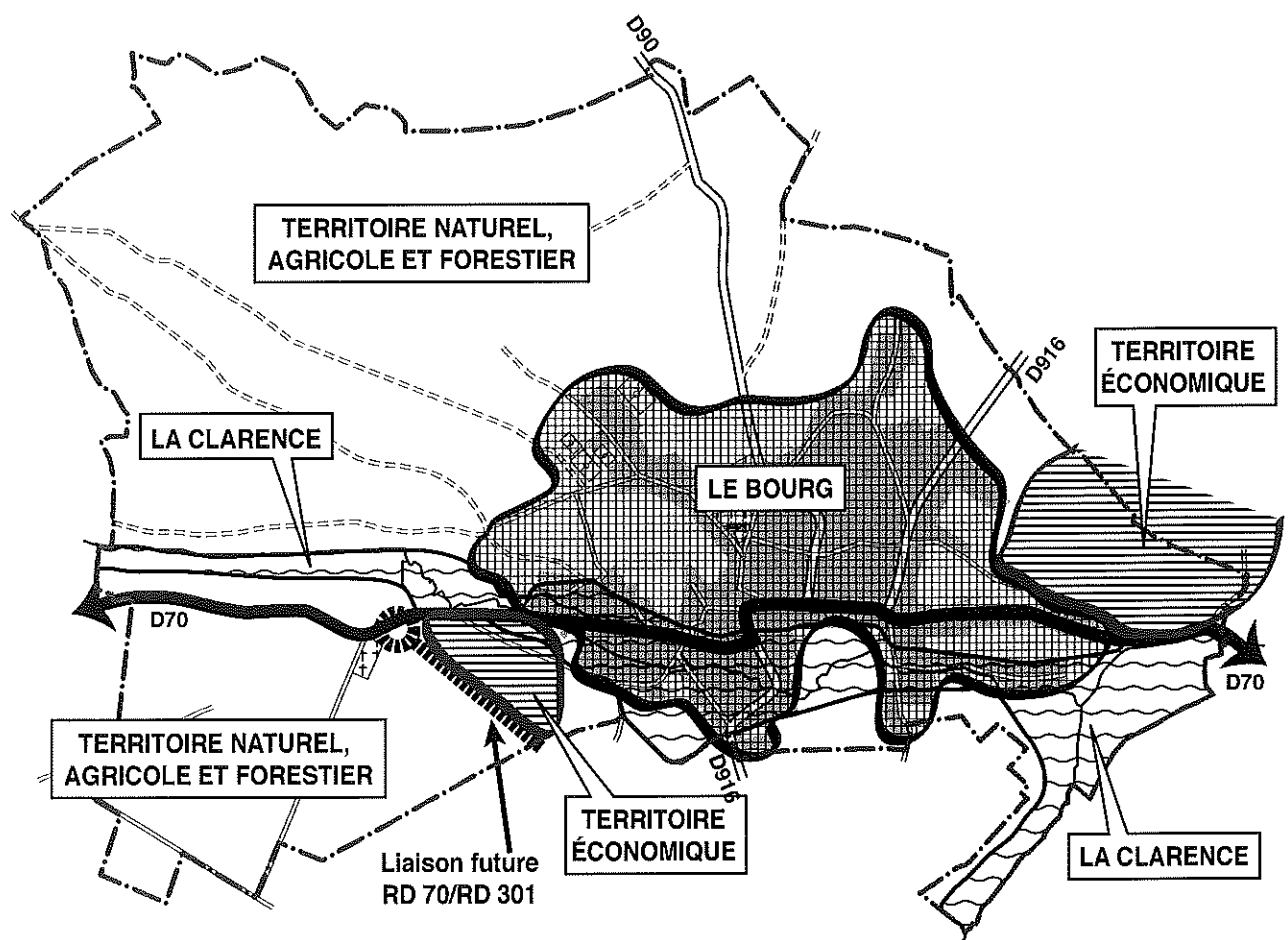 D90
TERRITOIRE NATUREL,
AGRICOLE ET FORESTIER
D916
TERRITOIRE
ÉCONOMIQUE
LA CLARENCE
LE BOURG
D70
D70
TERRITOIRE NATUREL,
AGRICOLE ET FORESTIER
D916
TERRITOIRE
ÉCONOMIQUE
LA CLARENCE
Liaison future
RD 70/RD 301